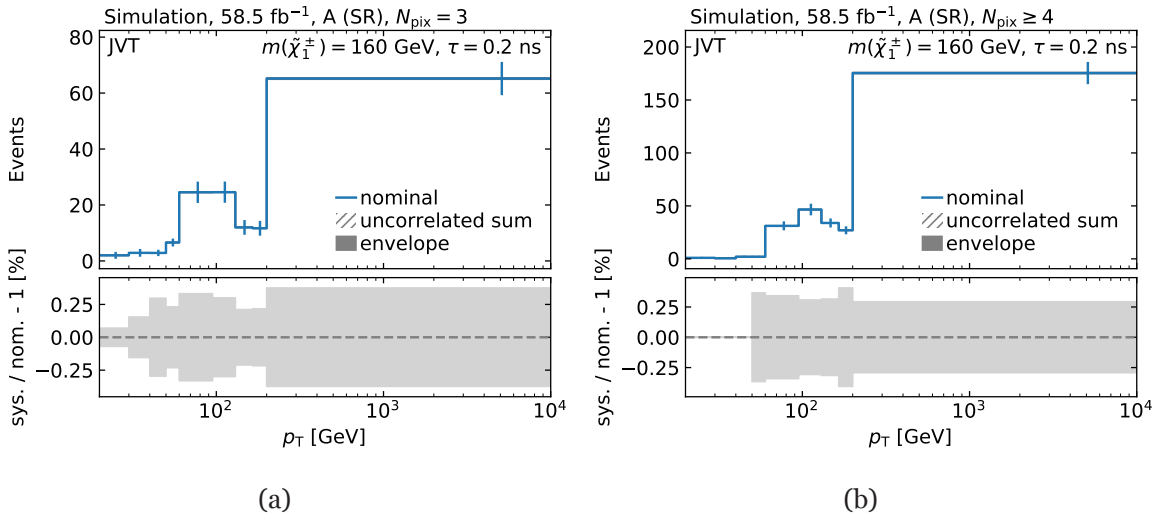 Simulation, 58.5 fb⁻¹, A (SR), N_pix = 3
JVT
m(χ̃₁^±) = 160 GeV, τ = 0.2 ns
Events
80
60
40
20
0
nominal
uncorrelated sum
envelope
sys. / nom. - 1 [%]
0.25
0.00
−0.25
10² 10³ 10⁴
p_T [GeV]
(a)
Simulation, 58.5 fb⁻¹, A (SR), N_pix ≥ 4
JVT
m(χ̃₁^±) = 160 GeV, τ = 0.2 ns
Events
200
150
100
50
0
nominal
uncorrelated sum
envelope
sys. / nom. - 1 [%]
0.25
0.00
−0.25
10² 10³ 10⁴
p_T [GeV]
(b)